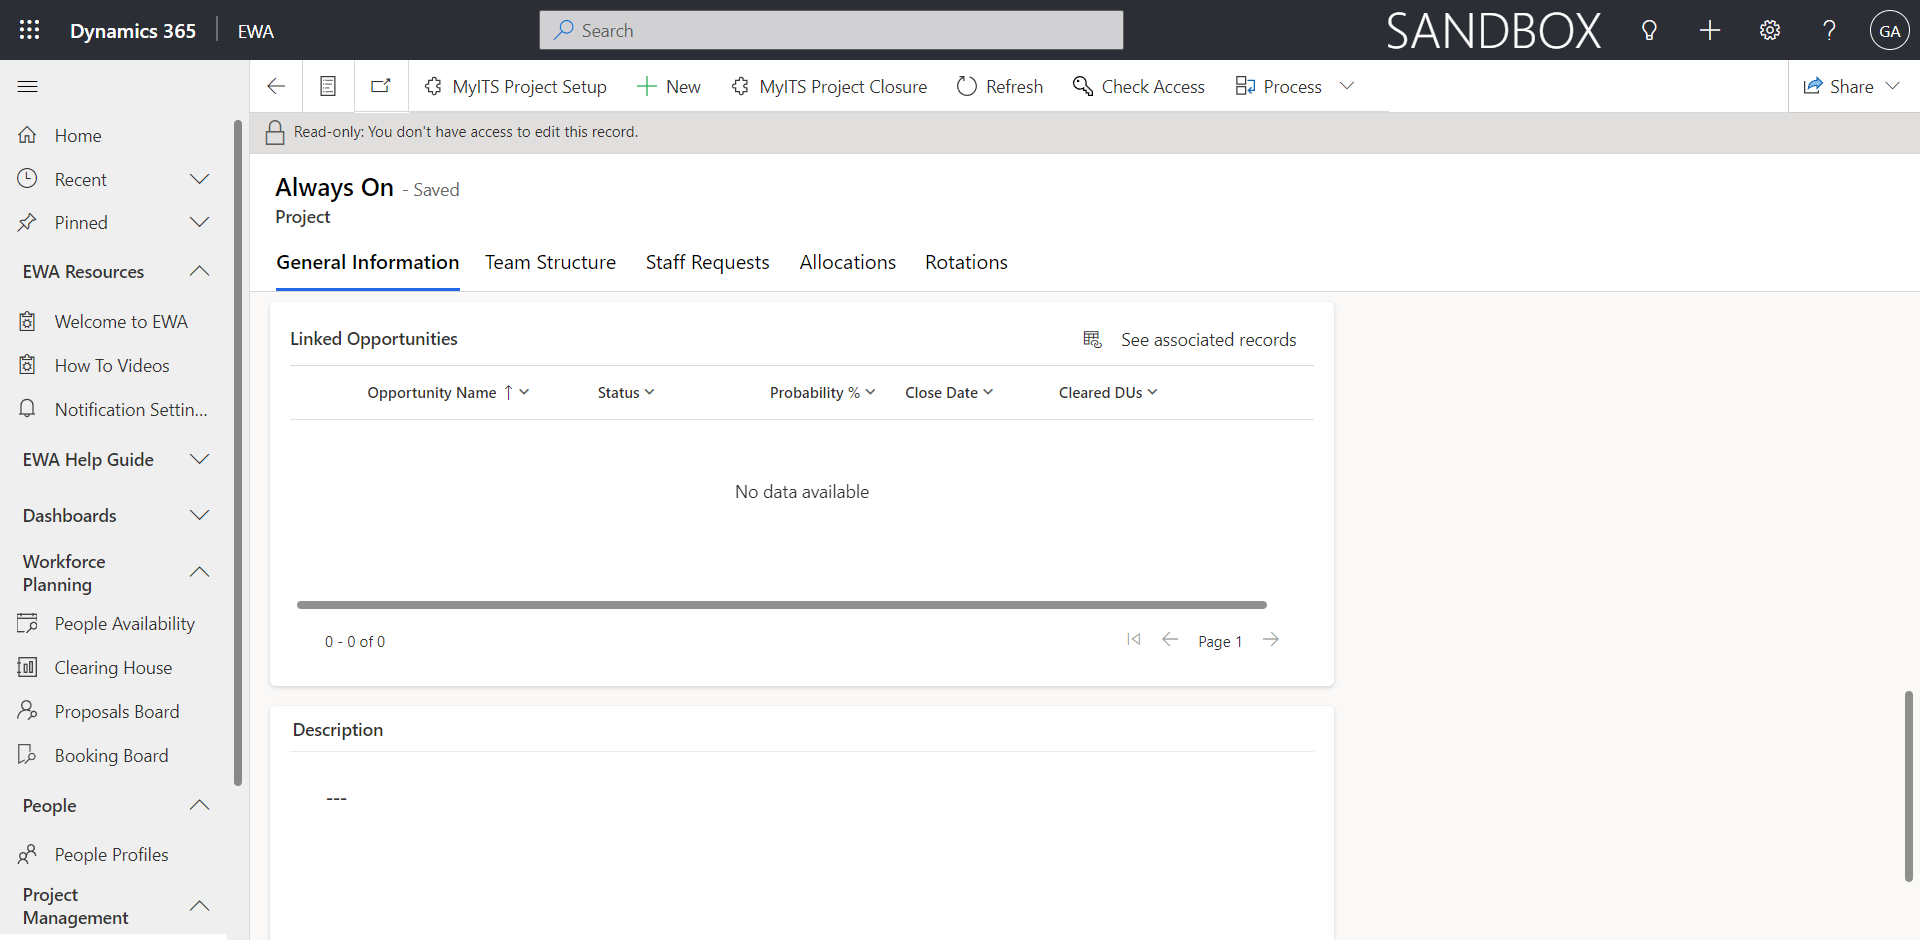 Dynamics 365
EWA
Search
SANDBOX
GA
MyITS Project Setup
New
MyITS Project Closure
Refresh
Check Access
Process
Share
Read-only: You don't have access to edit this record.
Home
Recent
Pinned
EWA Resources
Welcome to EWA
How To Videos
Notification Settin...
EWA Help Guide
Dashboards
Workforce
Planning
People Availability
Clearing House
Proposals Board
Booking Board
People
People Profiles
Project
Management
Always On - Saved
Project
General Information
Team Structure
Staff Requests
Allocations
Rotations
Linked Opportunities
See associated records
Opportunity Name
Status
Probability %
Close Date
Cleared DUs
No data available
0 - 0 of 0
Page 1
Description
---